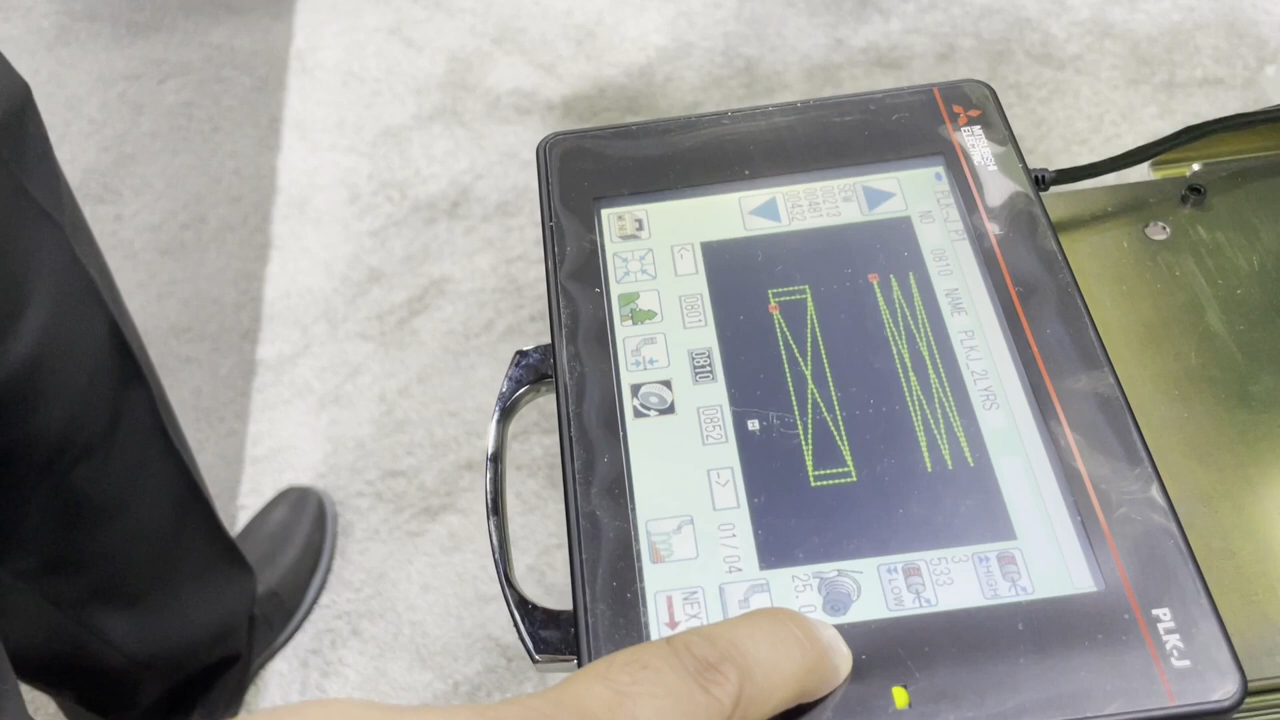 MITSUBISHI
ELECTRIC
PLK-J
PLK-J P1
NO 0810 NAME PLKJ_2LYRS
SEW
00213
00481
00432
HIGH
3
533
LOW
25.0
H
<-
0801
0810
0852
->
01/04
NEXT